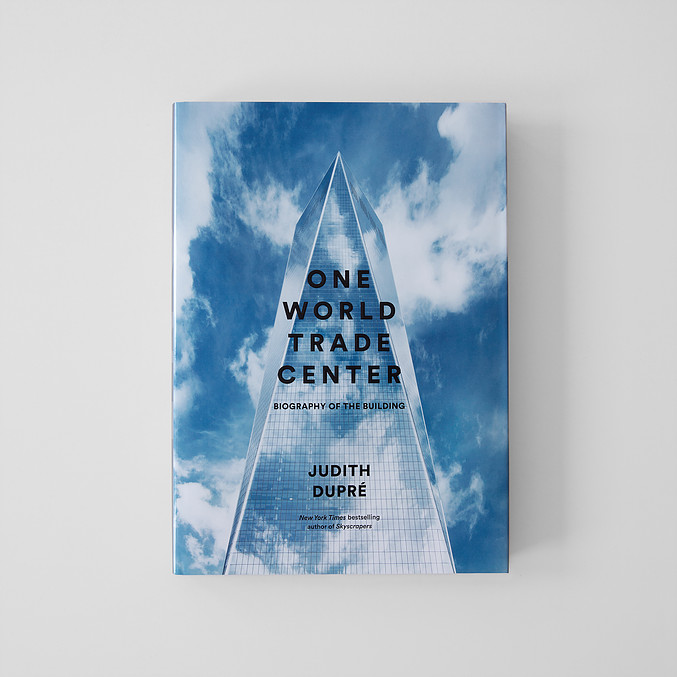 ONE
WORLD
TRADE
CENTER
BIOGRAPHY OF THE BUILDING
JUDITH
DUPRÉ
New York Times bestselling
author of Skyscrapers